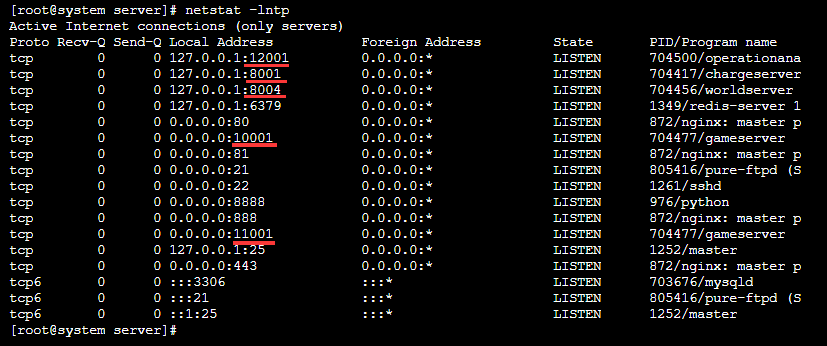 [root@system server]# netstat -lntp
Active Internet connections (only servers)
Proto Recv-Q Send-Q Local Address           Foreign Address         State       PID/Program name
tcp        0      0 127.0.0.1:12001         0.0.0.0:*               LISTEN      704500/operationana
tcp        0      0 127.0.0.1:8001          0.0.0.0:*               LISTEN      704417/chargeserver
tcp        0      0 127.0.0.1:8004          0.0.0.0:*               LISTEN      704456/worldserver
tcp        0      0 127.0.0.1:6379          0.0.0.0:*               LISTEN      1349/redis-server 1
tcp        0      0 0.0.0.0:80              0.0.0.0:*               LISTEN      872/nginx: master p
tcp        0      0 0.0.0.0:10001           0.0.0.0:*               LISTEN      704477/gameserver
tcp        0      0 0.0.0.0:81              0.0.0.0:*               LISTEN      872/nginx: master p
tcp        0      0 0.0.0.0:21              0.0.0.0:*               LISTEN      805416/pure-ftpd (S
tcp        0      0 0.0.0.0:22              0.0.0.0:*               LISTEN      1261/sshd
tcp        0      0 0.0.0.0:8888            0.0.0.0:*               LISTEN      976/python
tcp        0      0 0.0.0.0:888             0.0.0.0:*               LISTEN      872/nginx: master p
tcp        0      0 0.0.0.0:11001           0.0.0.0:*               LISTEN      704477/gameserver
tcp        0      0 127.0.0.1:25            0.0.0.0:*               LISTEN      1252/master
tcp        0      0 0.0.0.0:443             0.0.0.0:*               LISTEN      872/nginx: master p
tcp6       0      0 :::3306                 :::*                    LISTEN      703676/mysqld
tcp6       0      0 :::21                   :::*                    LISTEN      805416/pure-ftpd (S
tcp6       0      0 ::1:25                  :::*                    LISTEN      1252/master
[root@system server]#